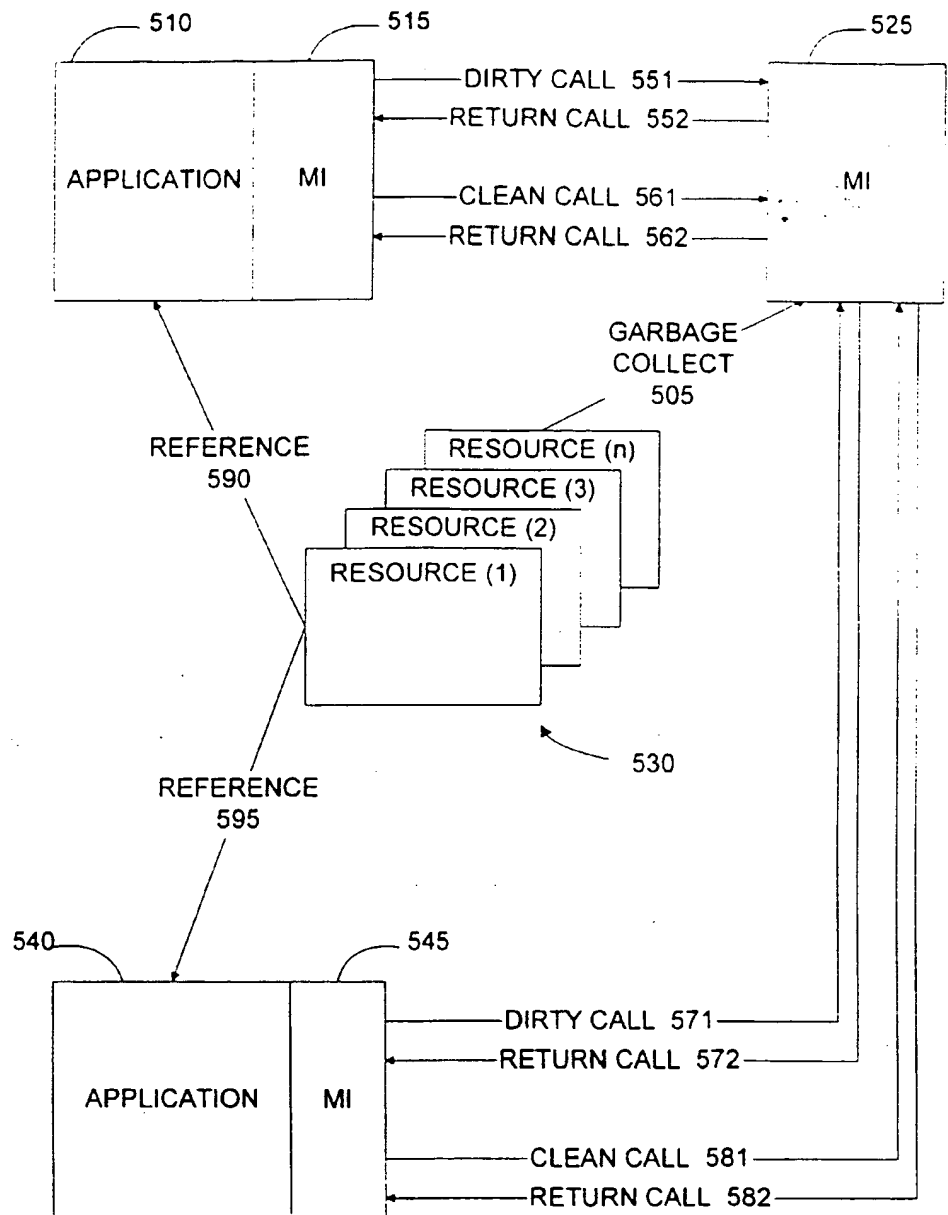 510
515
525
DIRTY CALL 551
RETURN CALL 552
APPLICATION
MI
MI
CLEAN CALL 561
RETURN CALL 562
GARBAGE
COLLECT
505
REFERENCE
590
RESOURCE (n)
RESOURCE (3)
RESOURCE (2)
RESOURCE (1)
530
REFERENCE
595
540
545
DIRTY CALL 571
RETURN CALL 572
APPLICATION
MI
CLEAN CALL 581
RETURN CALL 582